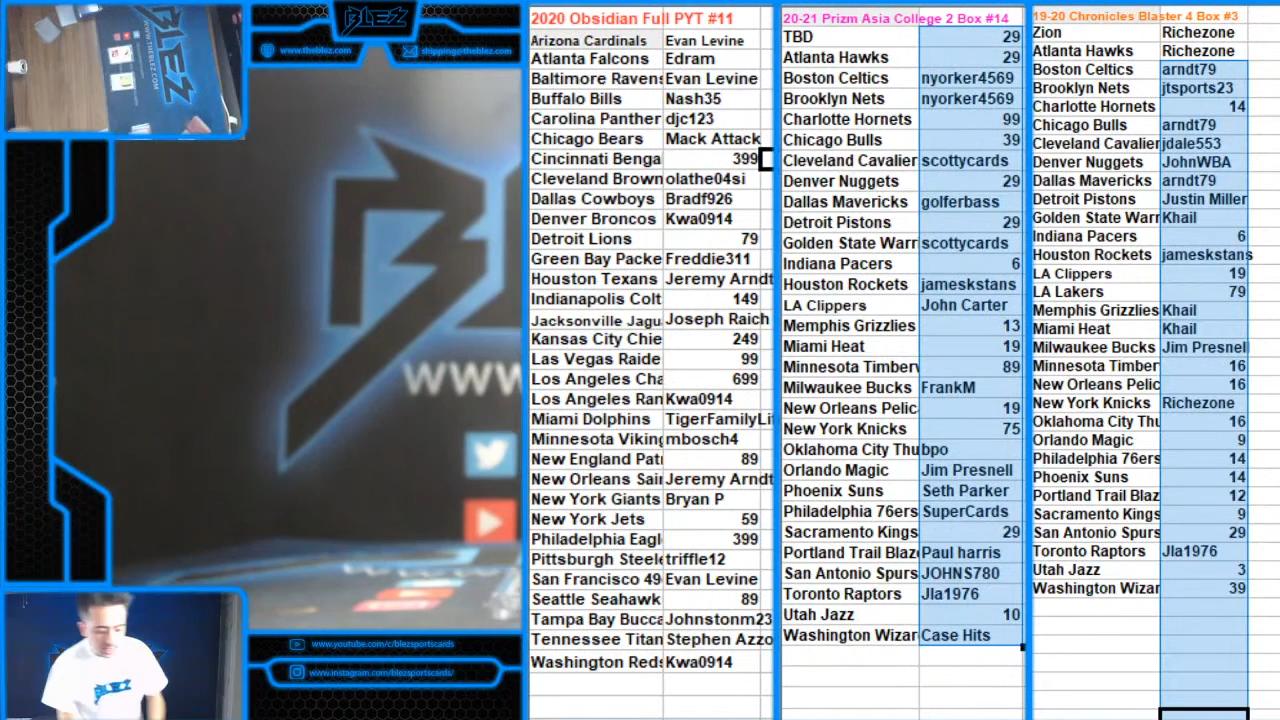 BLEZ
www.theblez.com
shipping@theblez.com
WWW.THEBLEZ.COM
BLEZ
www
BLEZ
www.youtube.com/c/blezsportscards
www.instagram.com/blezsportscards/
2020 Obsidian Full PYT #11
Arizona Cardinals Evan Levine
Atlanta Falcons Edram
Baltimore Ravens Evan Levine
Buffalo Bills Nash35
Carolina Panther djc123
Chicago Bears Mack Attack
Cincinnati Benga 399
Cleveland Brown olathe04si
Dallas Cowboys Bradf926
Denver Broncos Kwa0914
Detroit Lions 79
Green Bay Packe Freddie311
Houston Texans Jeremy Arndt
Indianapolis Colt 149
Jacksonville Jagu Joseph Raich
Kansas City Chie 249
Las Vegas Raide 99
Los Angeles Cha 699
Los Angeles Ran Kwa0914
Miami Dolphins TigerFamilyLi
Minnesota Viking mbosch4
New England Pat 89
New Orleans Sai Jeremy Arndt
New York Giants Bryan P
New York Jets 59
Philadelphia Eagl 399
Pittsburgh Steele triffle12
San Francisco 49 Evan Levine
Seattle Seahawk 89
Tampa Bay Bucca Johnstonm23
Tennessee Titan Stephen Azzo
Washington Reds Kwa0914
20-21 Prizm Asia College 2 Box #14
TBD 29
Atlanta Hawks 29
Boston Celtics nyorker4569
Brooklyn Nets nyorker4569
Charlotte Hornets 99
Chicago Bulls 39
Cleveland Cavalier scottycards
Denver Nuggets 29
Dallas Mavericks golferbass
Detroit Pistons 29
Golden State Warr scottycards
Indiana Pacers 6
Houston Rockets jameskstans
LA Clippers John Carter
Memphis Grizzlies 13
Miami Heat 19
Minnesota Timberv 89
Milwaukee Bucks FrankM
New Orleans Pelic 19
New York Knicks 75
Oklahoma City Thu bpo
Orlando Magic Jim Presnell
Phoenix Suns Seth Parker
Philadelphia 76ers SuperCards
Sacramento Kings 29
Portland Trail Blaze Paul harris
San Antonio Spurs JOHNS780
Toronto Raptors Jla1976
Utah Jazz 10
Washington Wizar Case Hits
19-20 Chronicles Blaster 4 Box #3
Zion Richezone
Atlanta Hawks Richezone
Boston Celtics arndt79
Brooklyn Nets jtsports23
Charlotte Hornets 14
Chicago Bulls arndt79
Cleveland Cavalier jdale553
Denver Nuggets JohnWBA
Dallas Mavericks arndt79
Detroit Pistons Justin Miller
Golden State Warr Khail
Indiana Pacers 6
Houston Rockets jameskstans
LA Clippers 19
LA Lakers 79
Memphis Grizzlies Khail
Miami Heat Khail
Milwaukee Bucks Jim Presnell
Minnesota Timber 16
New Orleans Pelic 16
New York Knicks Richezone
Oklahoma City Thu 16
Orlando Magic 9
Philadelphia 76ers 14
Phoenix Suns 14
Portland Trail Blaz 12
Sacramento Kings 9
San Antonio Spurs 29
Toronto Raptors Jla1976
Utah Jazz 3
Washington Wizar 39